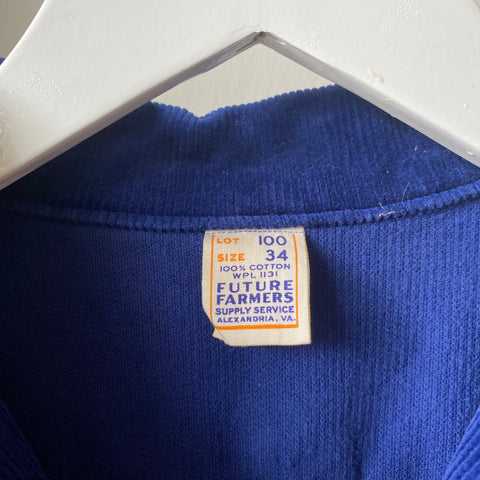 LOT 100
SIZE 34
100% COTTON
WPL 1131
FUTURE
FARMERS
SUPPLY SERVICE
ALEXANDRIA, VA.